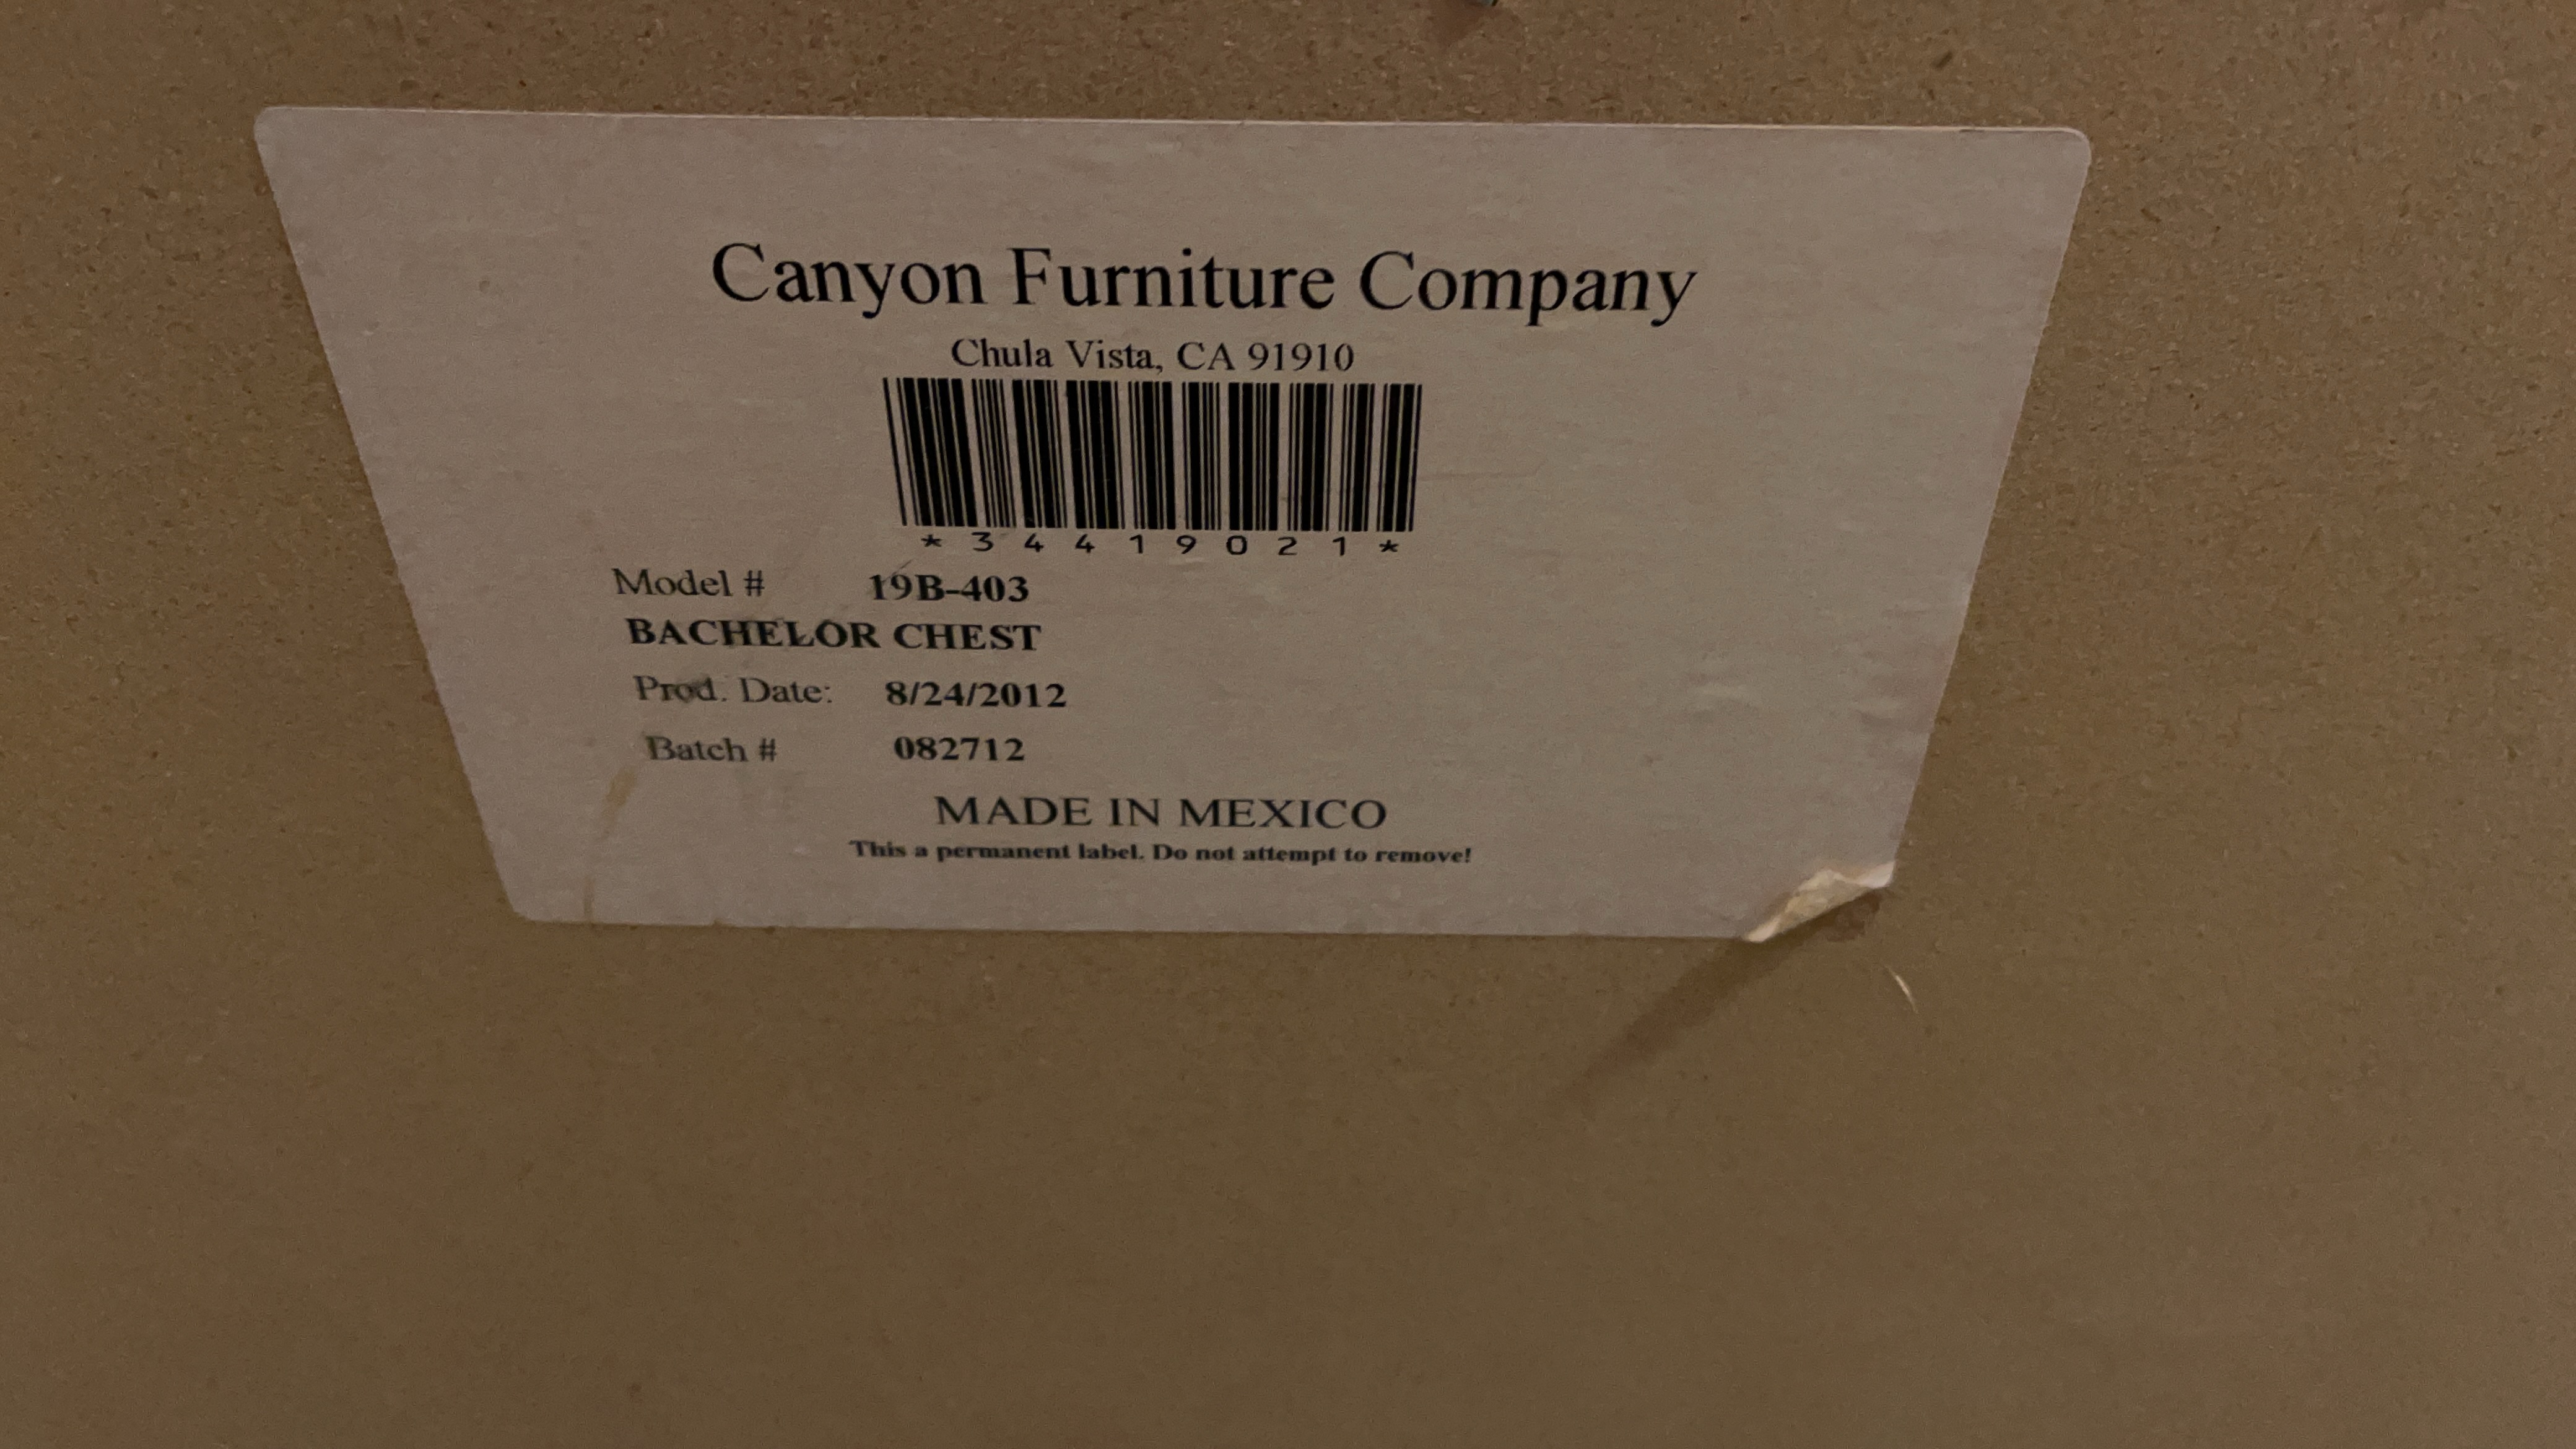 Canyon Furniture Company
Chula Vista, CA 91910
*34419021*
Model # 19B-403
BACHELOR CHEST
Prod. Date: 8/24/2012
Batch # 082712
MADE IN MEXICO
This a permanent label. Do not attempt to remove!